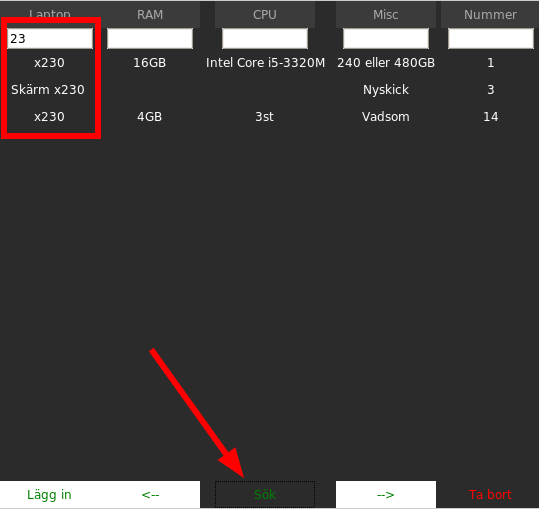 Laptop RAM CPU Misc Nummer
23
x230 16GB Intel Core i5-3320M 240 eller 480GB 1
Skärm x230 Nyskick 3
x230 4GB 3st Vadsom 14
Lägg in <-- Sök --> Ta bort